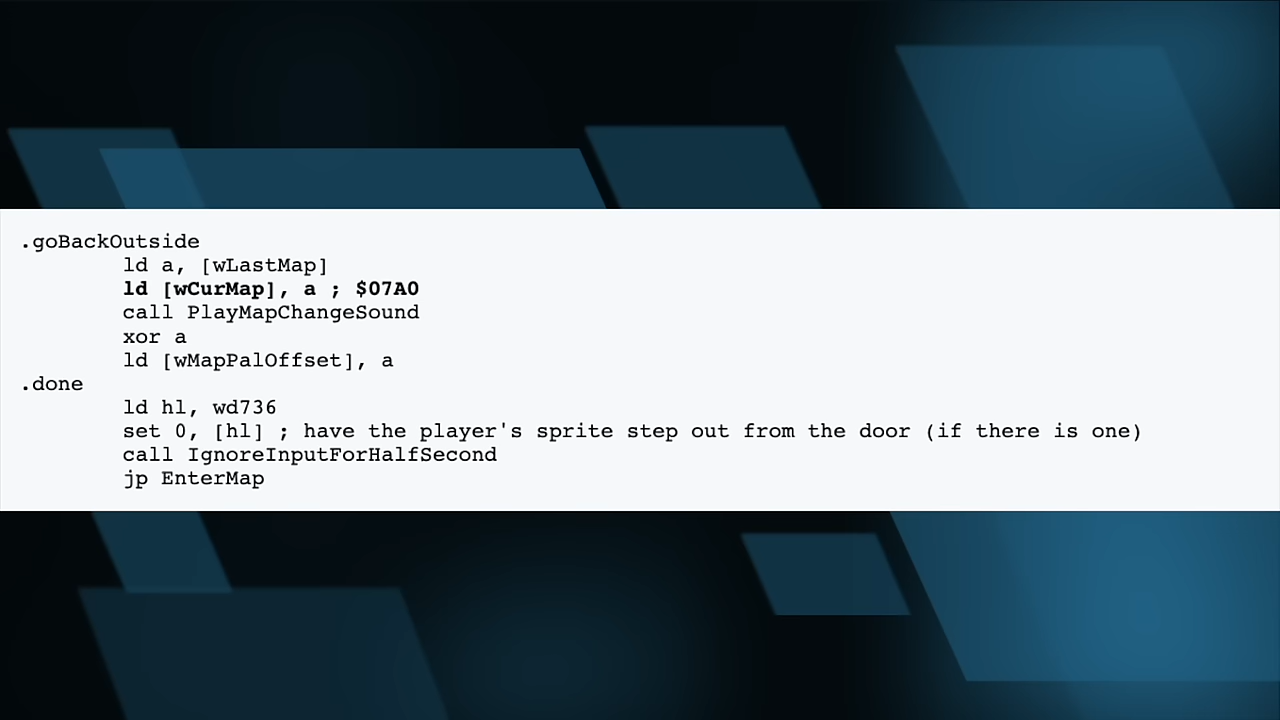 .goBackOutside
ld a, [wLastMap]
ld [wCurMap], a ; $07A0
call PlayMapChangeSound
xor a
ld [wMapPalOffset], a
.done
ld hl, wd736
set 0, [hl] ; have the player's sprite step out from the door (if there is one)
call IgnoreInputForHalfSecond
jp EnterMap